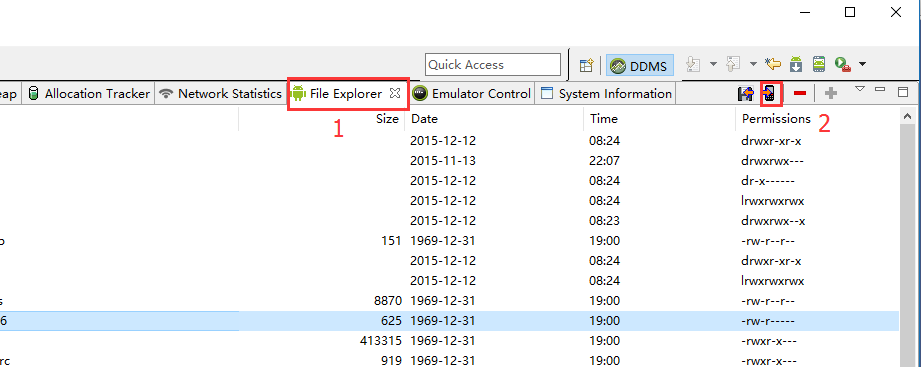 Quick Access DDMS
eap Allocation Tracker Network Statistics File Explorer Emulator Control System Information
1 2
Size Date Time Permissions
2015-12-12 08:24 drwxr-xr-x
2015-11-13 22:07 drwxrwx---
2015-12-12 08:24 dr-x------
2015-12-12 08:24 lrwxrwxrwx
2015-12-12 08:23 drwxrwx--x
o 151 1969-12-31 19:00 -rw-r--r--
2015-12-12 08:24 drwxr-xr-x
2015-12-12 08:24 lrwxrwxrwx
s 8870 1969-12-31 19:00 -rw-r--r--
6 625 1969-12-31 19:00 -rw-r-----
413315 1969-12-31 19:00 -rwxr-x---
rc 919 1969-12-31 19:00 -rwxr-x---